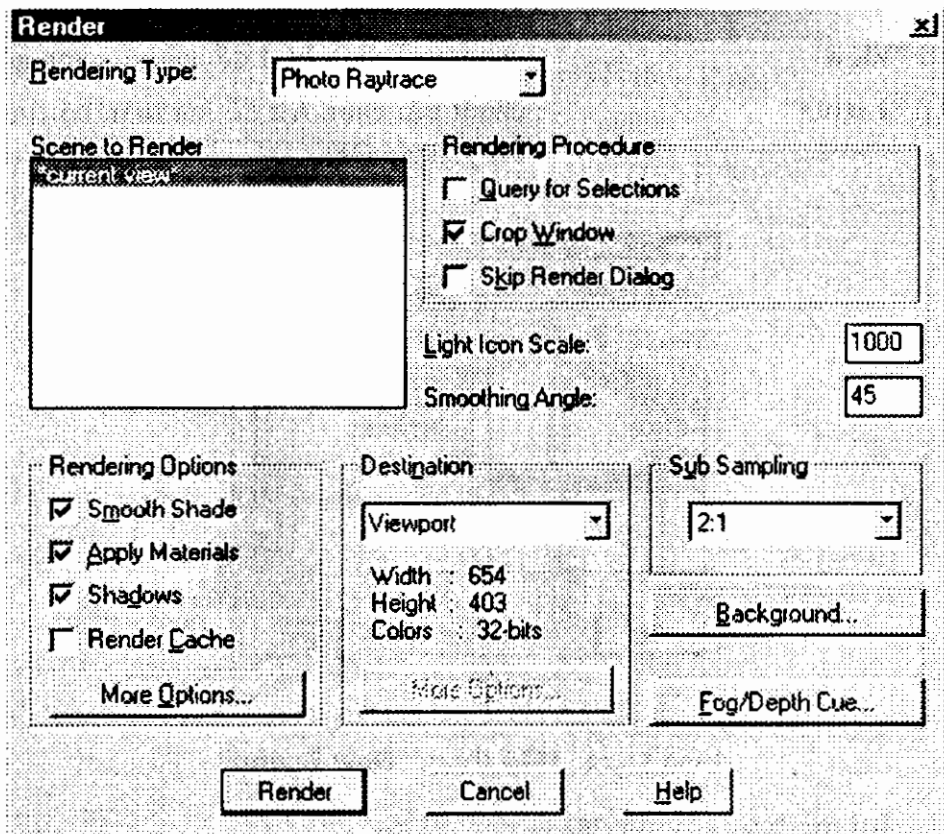 Render
Rendering Type:
Photo Raytrace
Scene to Render
*current view*
Rendering Procedure
Query for Selections
Crop Window
Skip Render Dialog
Light Icon Scale:
1000
Smoothing Angle:
45
Rendering Options
Smooth Shade
Apply Materials
Shadows
Render Cache
More Options...
Destination
Viewport
Width : 654
Height : 403
Colors : 32-bits
More Options...
Sub Sampling
2:1
Background...
Fog/Depth Cue...
Render
Cancel
Help